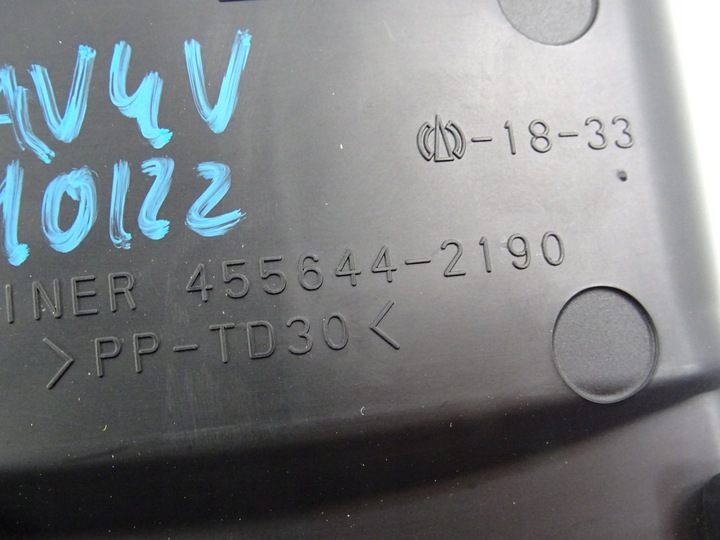 AV4V
10122
-18-33
INER 455644-2190
>PP-TD30<